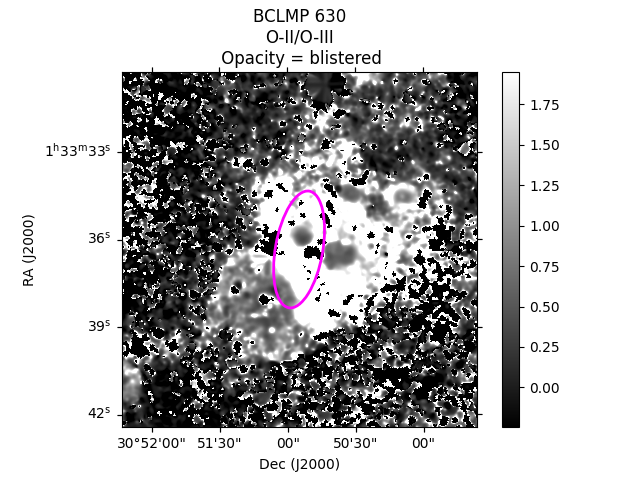 BCLMP 630
O-II/O-III
Opacity = blistered
1h33m33s
36s
39s
42s
RA (J2000)
30°52'00" 51'30" 00" 50'30" 00"
Dec (J2000)
1.75
1.50
1.25
1.00
0.75
0.50
0.25
0.00